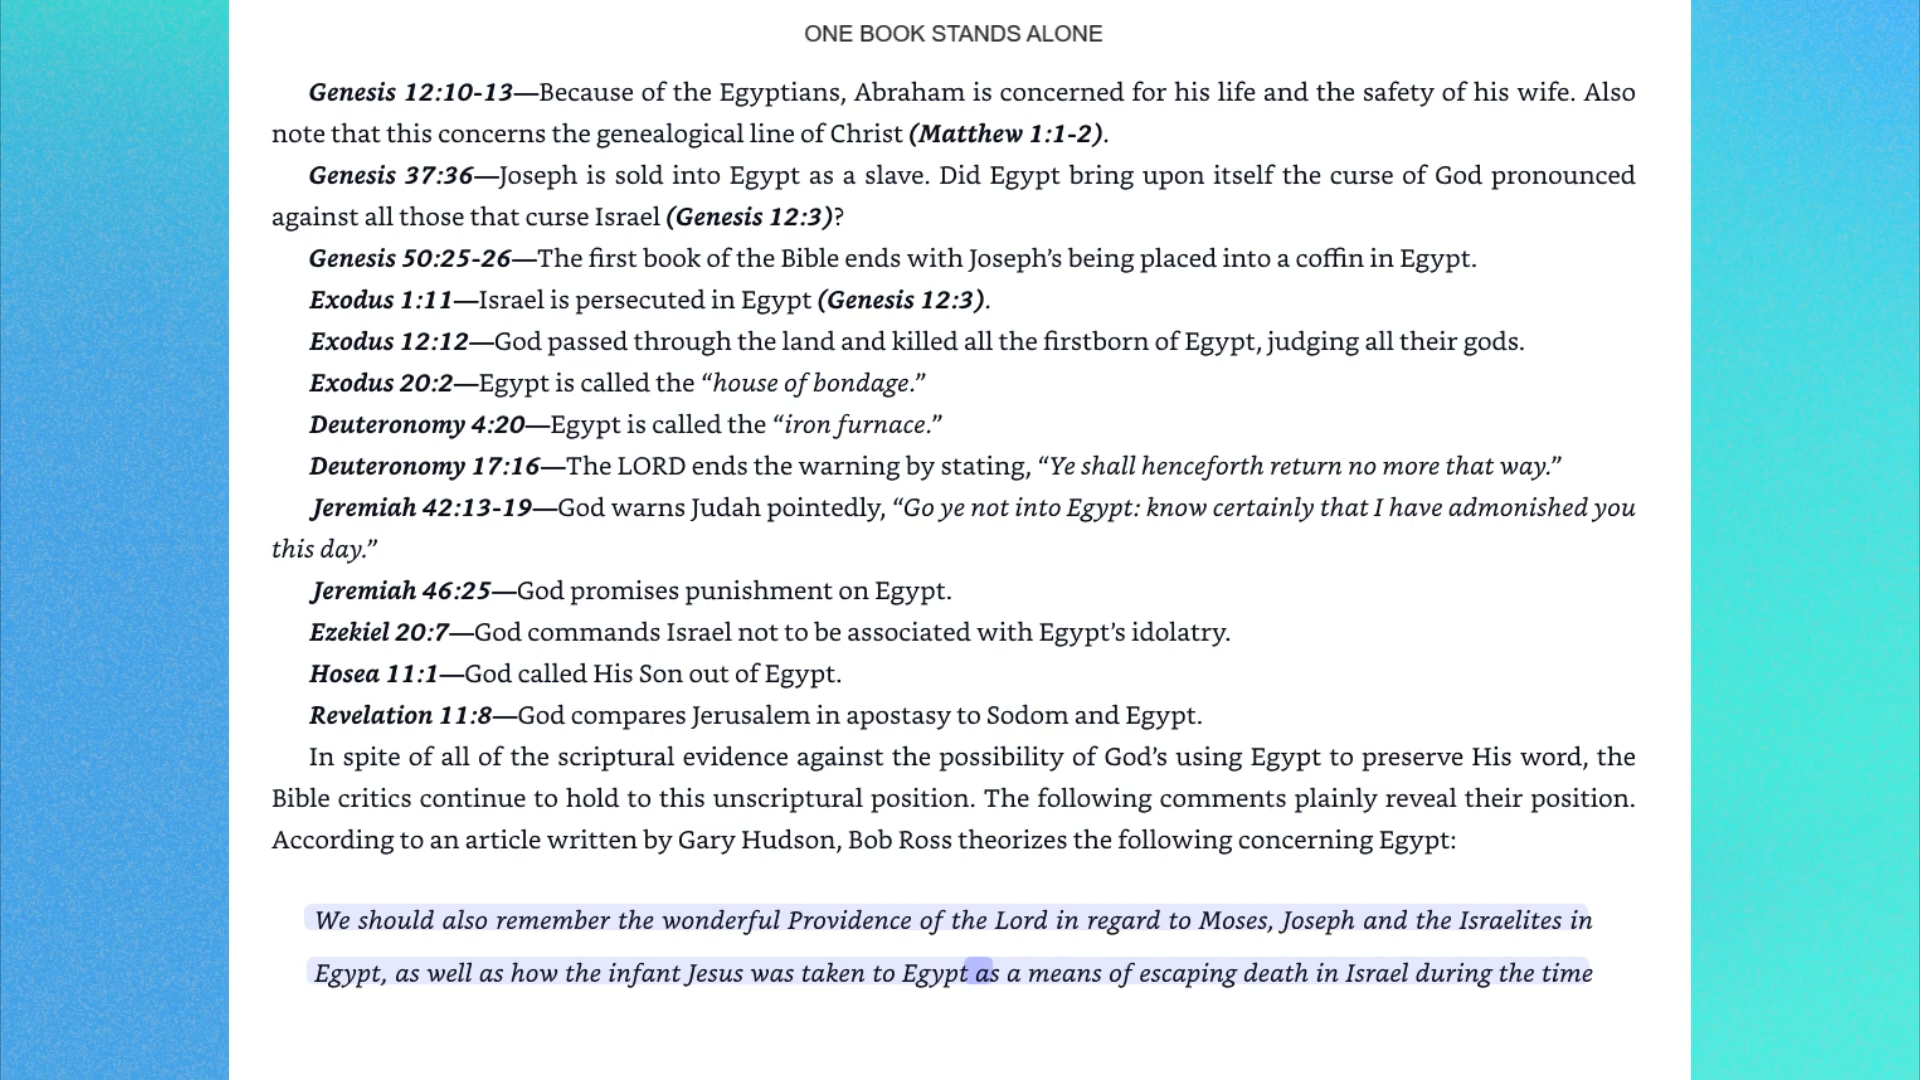 ONE BOOK STANDS ALONE
Genesis 12:10-13—Because of the Egyptians, Abraham is concerned for his life and the safety of his wife. Also
note that this concerns the genealogical line of Christ (Matthew 1:1-2).
Genesis 37:36—Joseph is sold into Egypt as a slave. Did Egypt bring upon itself the curse of God pronounced
against all those that curse Israel (Genesis 12:3)?
Genesis 50:25-26—The first book of the Bible ends with Joseph’s being placed into a coffin in Egypt.
Exodus 1:11—Israel is persecuted in Egypt (Genesis 12:3).
Exodus 12:12—God passed through the land and killed all the firstborn of Egypt, judging all their gods.
Exodus 20:2—Egypt is called the “house of bondage.”
Deuteronomy 4:20—Egypt is called the “iron furnace.”
Deuteronomy 17:16—The LORD ends the warning by stating, “Ye shall henceforth return no more that way.”
Jeremiah 42:13-19—God warns Judah pointedly, “Go ye not into Egypt: know certainly that I have admonished you
this day.”
Jeremiah 46:25—God promises punishment on Egypt.
Ezekiel 20:7—God commands Israel not to be associated with Egypt’s idolatry.
Hosea 11:1—God called His Son out of Egypt.
Revelation 11:8—God compares Jerusalem in apostasy to Sodom and Egypt.
In spite of all of the scriptural evidence against the possibility of God’s using Egypt to preserve His word, the
Bible critics continue to hold to this unscriptural position. The following comments plainly reveal their position.
According to an article written by Gary Hudson, Bob Ross theorizes the following concerning Egypt:
We should also remember the wonderful Providence of the Lord in regard to Moses, Joseph and the Israelites in
Egypt, as well as how the infant Jesus was taken to Egypt as a means of escaping death in Israel during the time